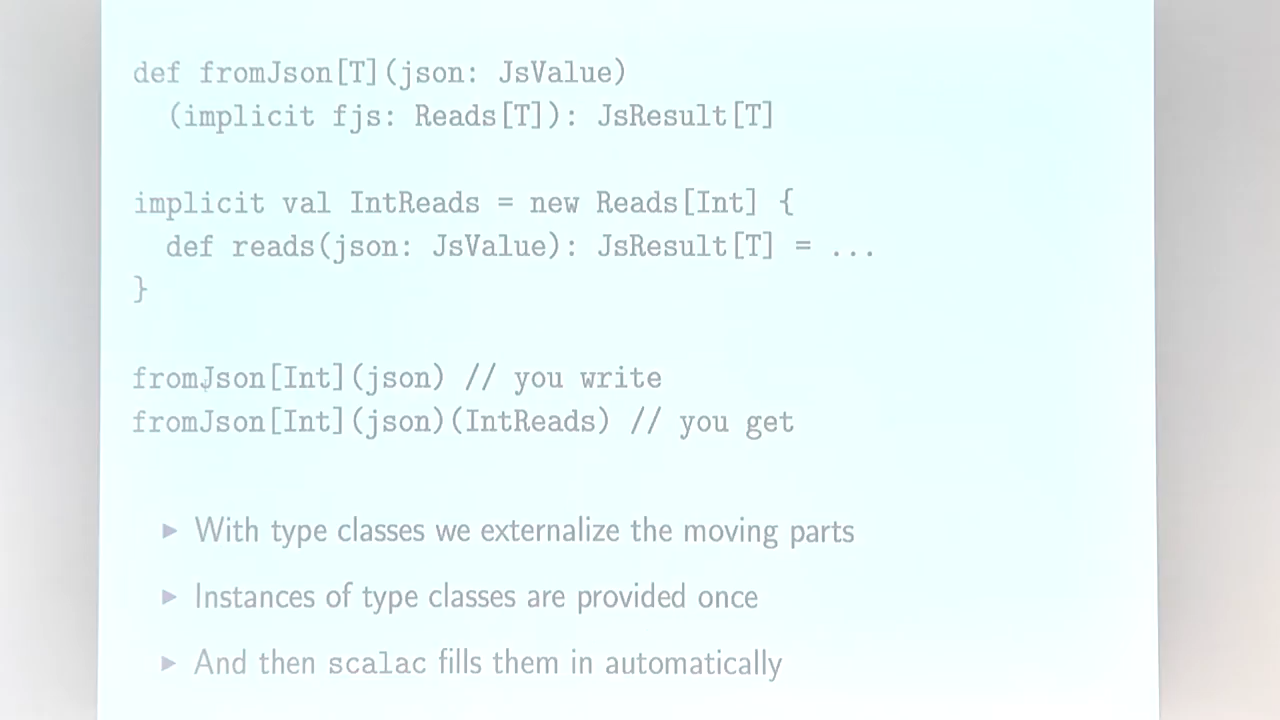 def fromJson[T](json: JsValue)
  (implicit fjs: Reads[T]): JsResult[T]
implicit val IntReads = new Reads[Int] {
  def reads(json: JsValue): JsResult[T] = ...
}
fromJson[Int](json) // you write
fromJson[Int](json)(IntReads) // you get
▶ With type classes we externalize the moving parts
▶ Instances of type classes are provided once
▶ And then scalac fills them in automatically